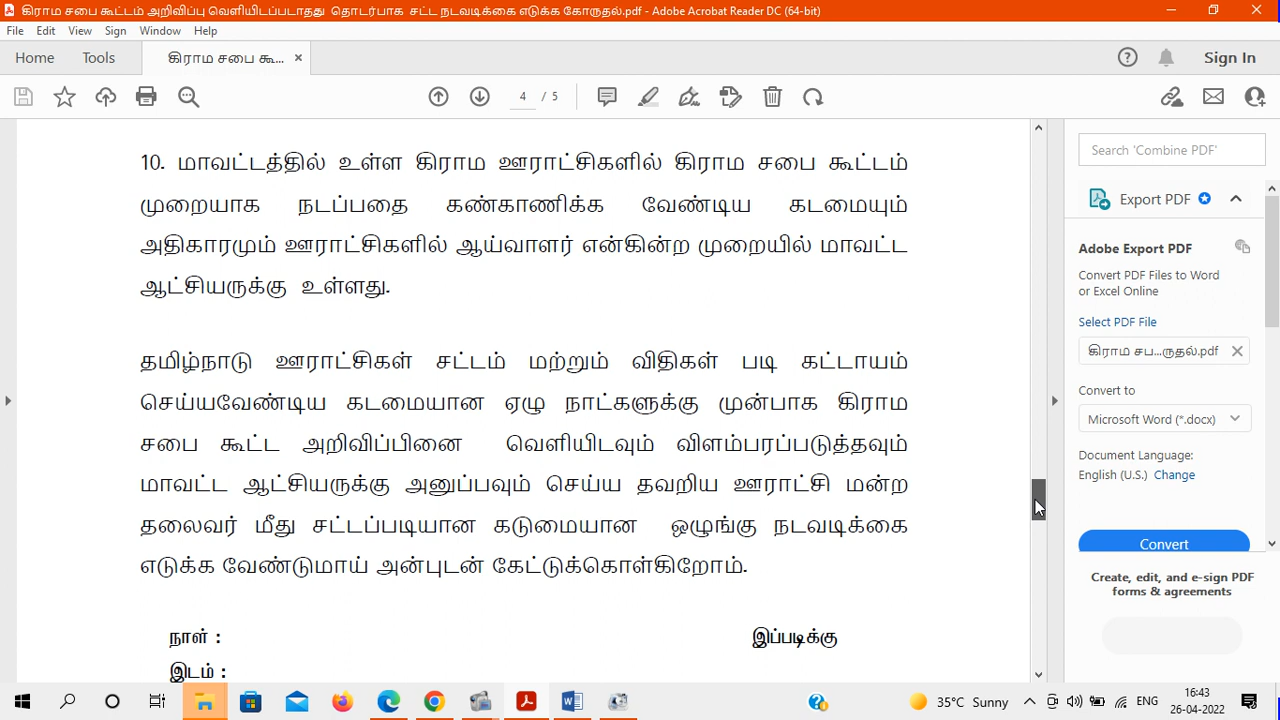 கிராம சபை கூட்டம் அறிவிப்பு வெளியிடப்படாதது தொடர்பாக சட்ட நடவடிக்கை எடுக்க கோருதல்.pdf - Adobe Acrobat Reader DC (64-bit)
File Edit View Sign Window Help
Home Tools கிராம சபை கூ... × Sign In
4 / 5
Search 'Combine PDF'
10. மாவட்டத்தில் உள்ள கிராம ஊராட்சிகளில் கிராம சபை கூட்டம்
முறையாக நடப்பதை கண்காணிக்க வேண்டிய கடமையும்
அதிகாரமும் ஊராட்சிகளில் ஆய்வாளர் என்கின்ற முறையில் மாவட்ட
ஆட்சியருக்கு உள்ளது.
தமிழ்நாடு ஊராட்சிகள் சட்டம் மற்றும் விதிகள் படி கட்டாயம்
செய்யவேண்டிய கடமையான ஏழு நாட்களுக்கு முன்பாக கிராம
சபை கூட்ட அறிவிப்பினை வெளியிடவும் விளம்பரப்படுத்தவும்
மாவட்ட ஆட்சியருக்கு அனுப்பவும் செய்ய தவறிய ஊராட்சி மன்ற
தலைவர் மீது சட்டப்படியான கடுமையான ஒழுங்கு நடவடிக்கை
எடுக்க வேண்டுமாய் அன்புடன் கேட்டுக்கொள்கிறோம்.
நாள் : இப்படிக்கு
இடம் :
Export PDF
Adobe Export PDF
Convert PDF Files to Word
or Excel Online
Select PDF File
கிராம சப...ருதல்.pdf
Convert to
Microsoft Word (*.docx)
Document Language:
English (U.S.) Change
Convert
Create, edit, and e-sign PDF
forms & agreements
35°C Sunny ENG 16:43
26-04-2022